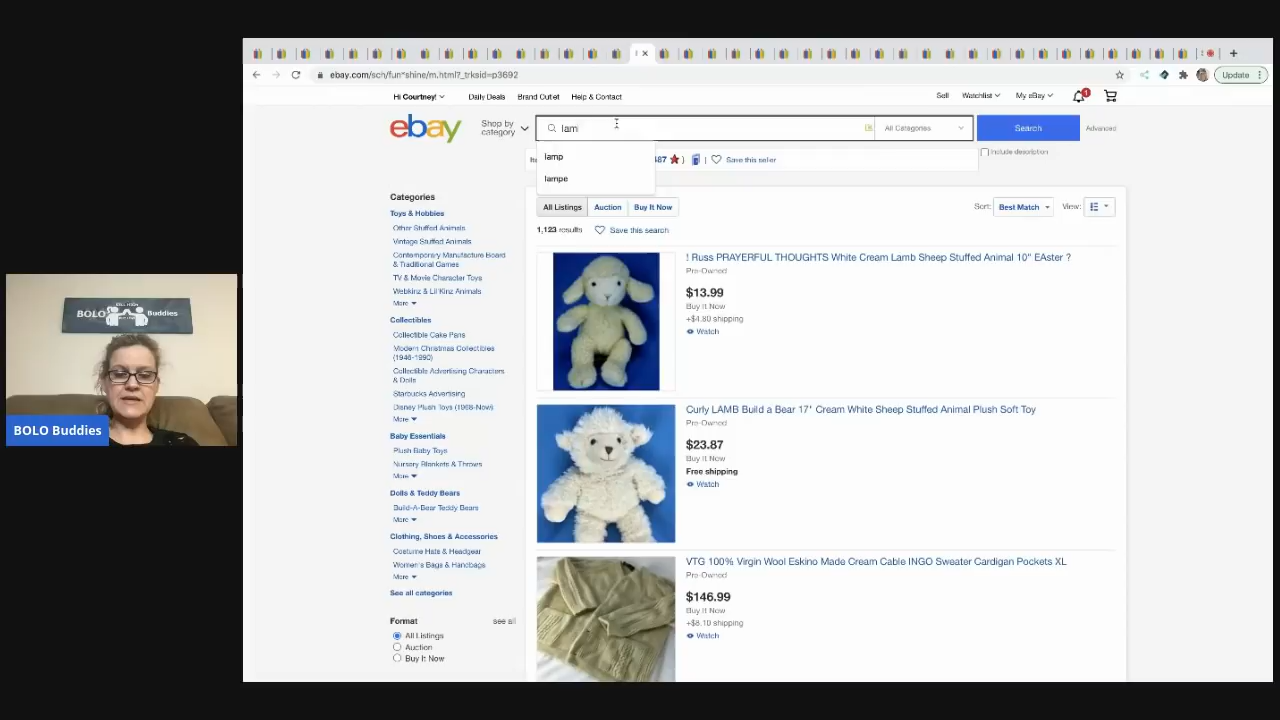 ebay.com/sch/fun*shine/m.html?_trksid=p3692
Update
Hi Courtney!
Daily Deals
Brand Outlet
Help & Contact
Sell
Watchlist
My eBay
1
ebay
Shop by
category
lam
All Categories
Search
Advanced
Include description
lamp
lampe
487
Save this seller
Categories
Toys & Hobbies
Other Stuffed Animals
Vintage Stuffed Animals
Contemporary Manufacture Board
& Traditional Games
TV & Movie Character Toys
Webkinz & Lil'Kinz Animals
More
Collectibles
Collectible Cake Pans
Modern Christmas Collectibles
(1946-1990)
Collectible Advertising Characters
& Dolls
Starbucks Advertising
Disney Plush Toys (1968-Now)
More
Baby Essentials
Plush Baby Toys
Nursery Blankets & Throws
More
Dolls & Teddy Bears
Build-A-Bear Teddy Bears
More
Clothing, Shoes & Accessories
Costume Hats & Headgear
Women's Bags & Handbags
More
See all categories
Format
see all
All Listings
Auction
Buy It Now
All Listings
Auction
Buy It Now
Sort:
Best Match
View:
1,123 results
Save this search
! Russ PRAYERFUL THOUGHTS White Cream Lamb Sheep Stuffed Animal 10" EAster ?
Pre-Owned
$13.99
Buy It Now
+$4.80 shipping
Watch
Curly LAMB Build a Bear 17" Cream White Sheep Stuffed Animal Plush Soft Toy
Pre-Owned
$23.87
Buy It Now
Free shipping
Watch
VTG 100% Virgin Wool Eskino Made Cream Cable INGO Sweater Cardigan Pockets XL
Pre-Owned
$146.99
Buy It Now
+$8.10 shipping
Watch
BOLO Buddies
BOLO Buddies